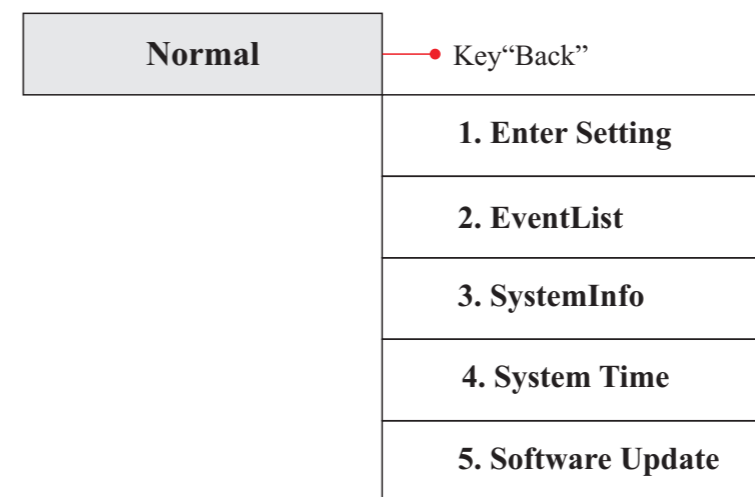 Normal
Key“Back”
1. Enter Setting
2. EventList
3. SystemInfo
4. System Time
5. Software Update